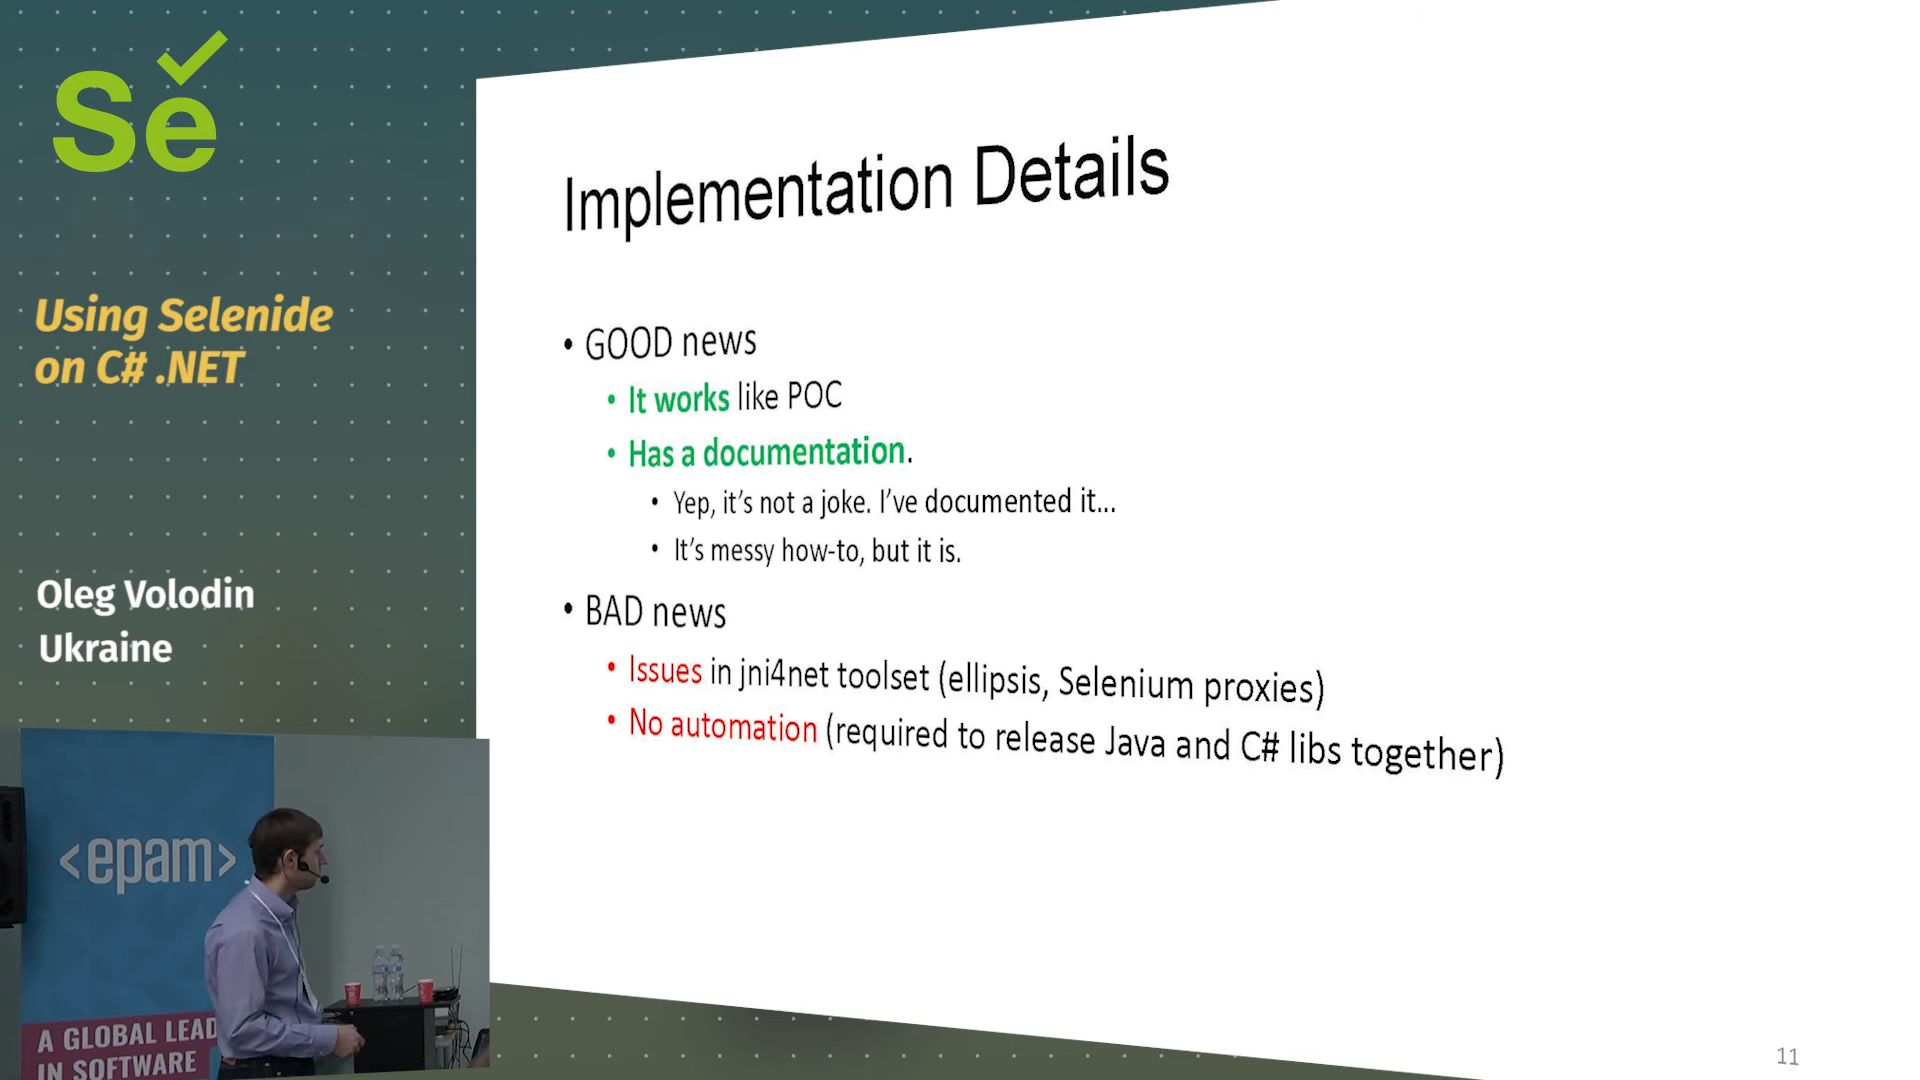 Se
Using Selenide
on C# .NET
Oleg Volodin
Ukraine
Implementation Details
• GOOD news
• It works like POC
• Has a documentation.
• Yep, it's not a joke. I've documented it...
• It's messy how-to, but it is.
• BAD news
• Issues in jni4net toolset (ellipsis, Selenium proxies)
• No automation (required to release Java and C# libs together)
11
<epam>
A GLOBAL LEAD
IN SOFTWARE